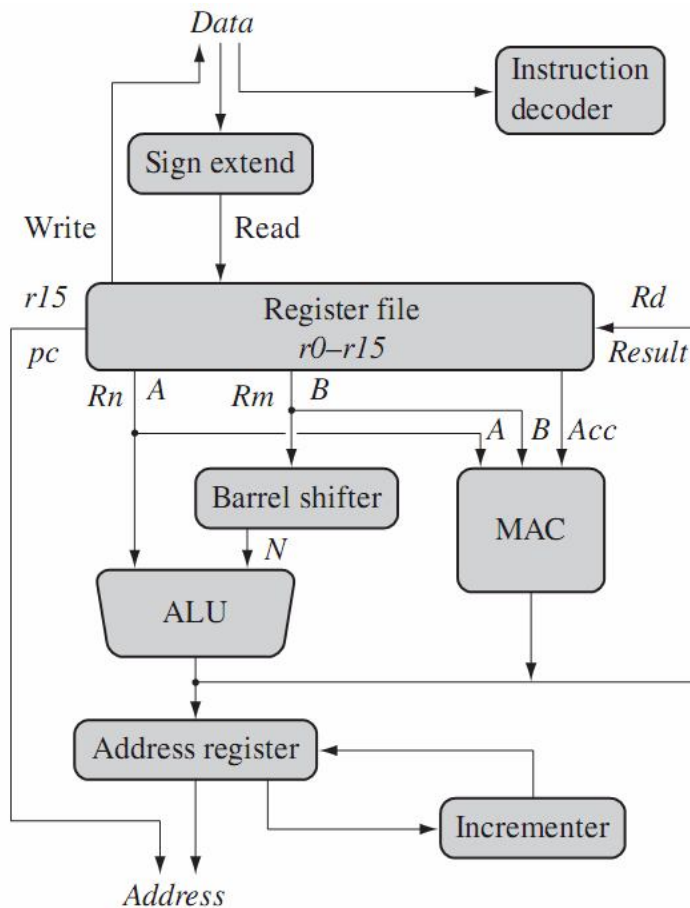 Data
Instruction
decoder
Sign extend
Write
Read
r15
Register file
Rd
pc
r0–r15
Result
Rn
A
Rm
B
A
B
Acc
Barrel shifter
MAC
N
ALU
Address register
Incrementer
Address